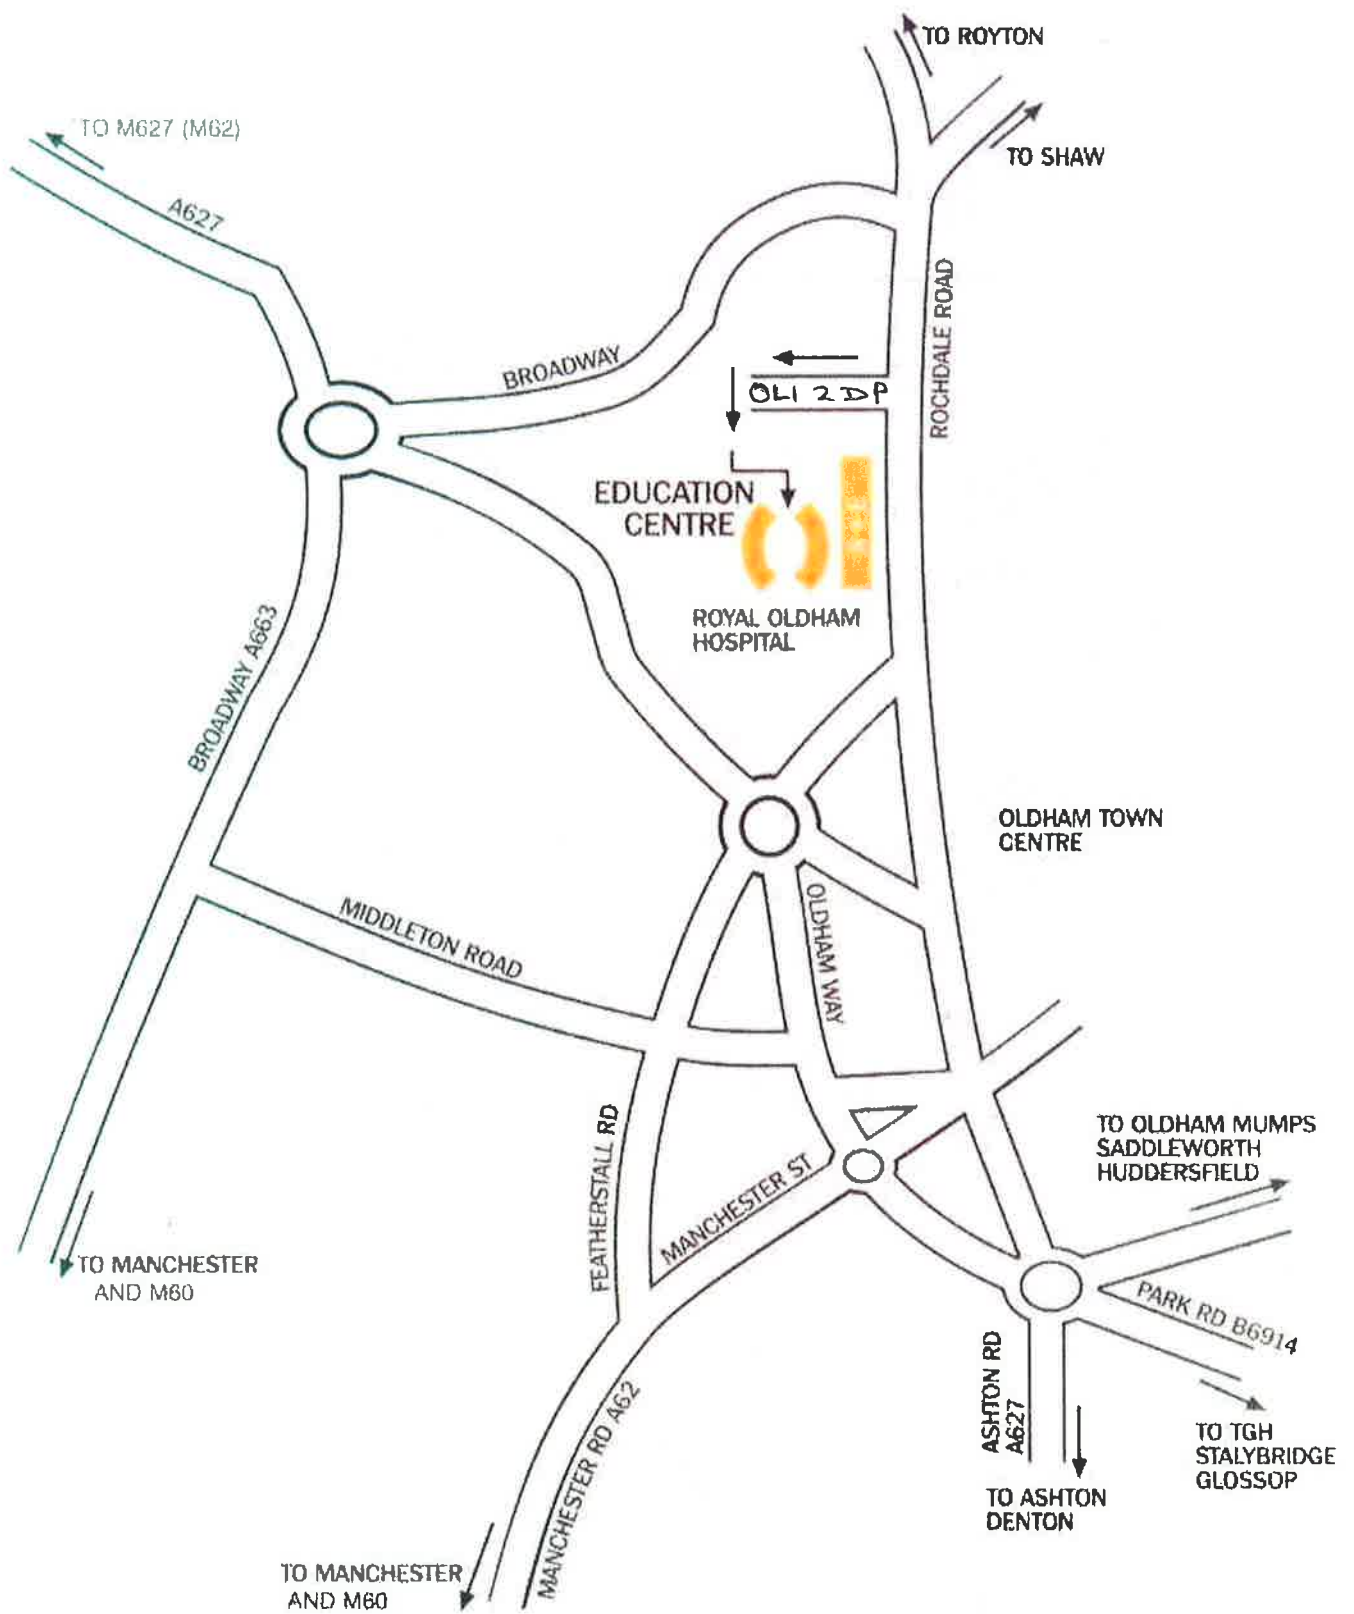 TO ROYTON
TO M627 (M62)
TO SHAW
A627
ROCHDALE ROAD
BROADWAY
OL1 2DP
EDUCATION
CENTRE
ROYAL OLDHAM
HOSPITAL
BROADWAY A663
OLDHAM TOWN
CENTRE
MIDDLETON ROAD
OLDHAM WAY
FEATHERSTALL RD
MANCHESTER ST
TO OLDHAM MUMPS
SADDLEWORTH
HUDDERSFIELD
TO MANCHESTER
AND M60
PARK RD B6914
ASHTON RD
A627
MANCHESTER RD A62
TO TGH
STALYBRIDGE
GLOSSOP
TO ASHTON
DENTON
TO MANCHESTER
AND M60